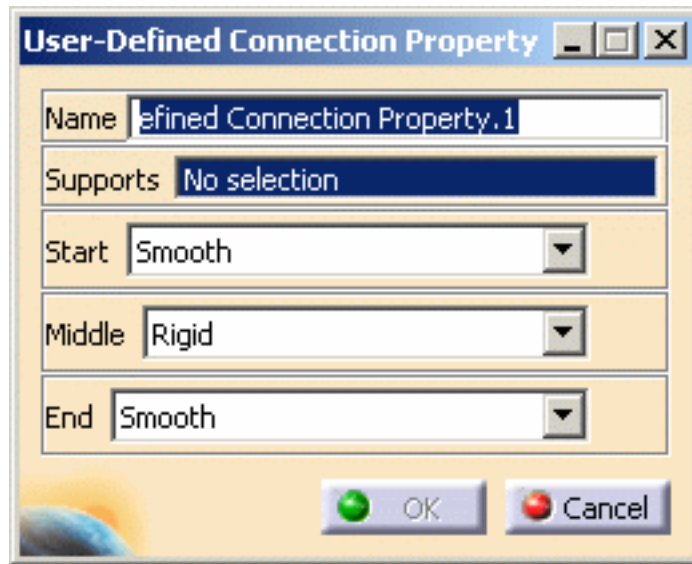 User-Defined Connection Property
Name efined Connection Property.1
Supports No selection
Start Smooth
Middle Rigid
End Smooth
OK Cancel